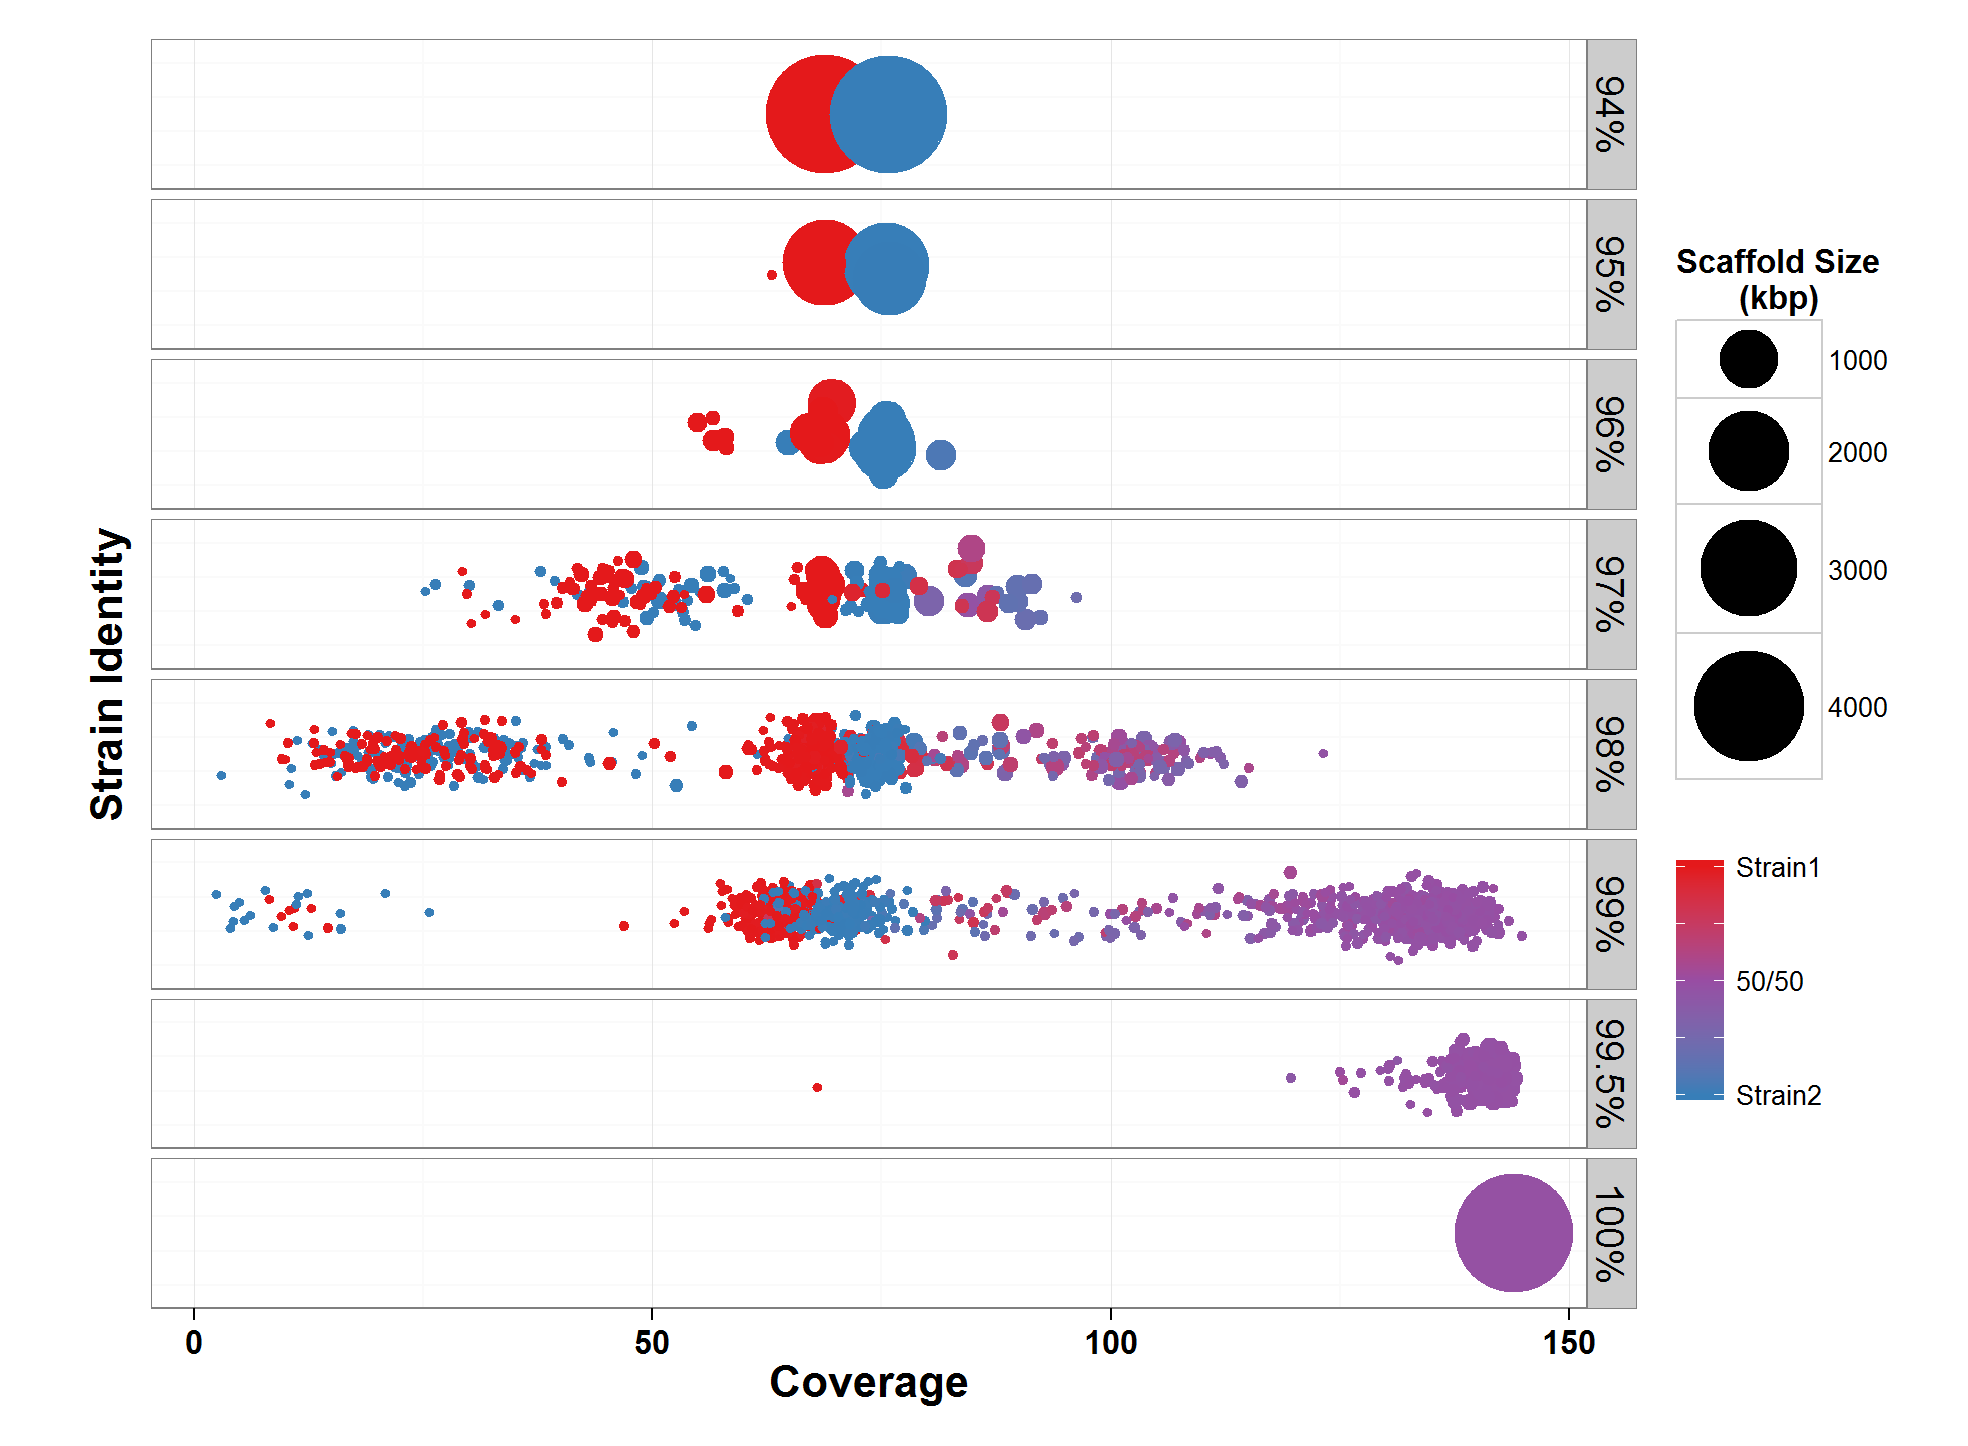 94%
95%
96%
97%
98%
99%
99.5%
100%
Strain Identity
0 50 100 150
Coverage
Scaffold Size
(kbp)
1000
2000
3000
4000
Strain1
50/50
Strain2